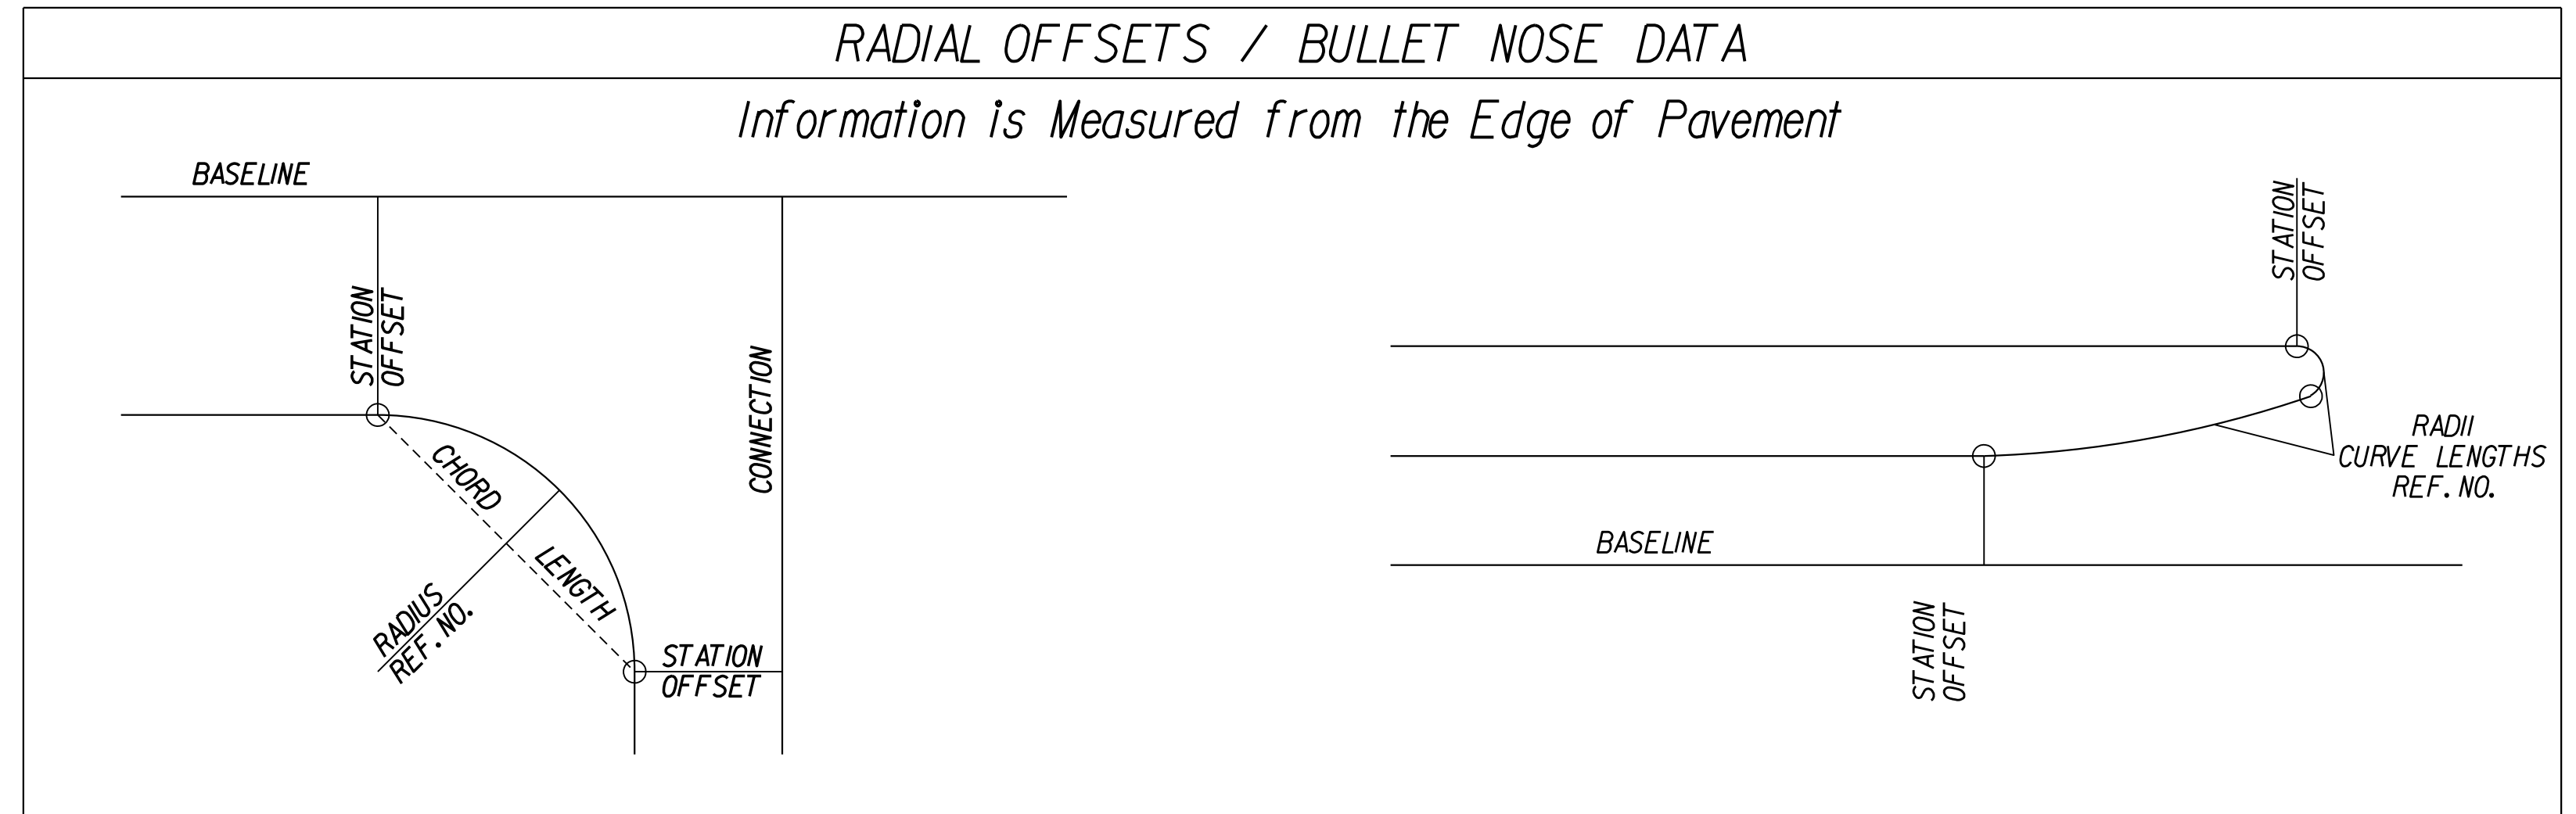 RADIAL OFFSETS / BULLET NOSE DATA
Information is Measured from the Edge of Pavement
BASELINE
STATION
OFFSET
CHORD LENGTH
RADIUS
REF. NO.
CONNECTION
STATION
OFFSET
STATION
OFFSET
RADII
CURVE LENGTHS
REF. NO.
BASELINE
STATION
OFFSET